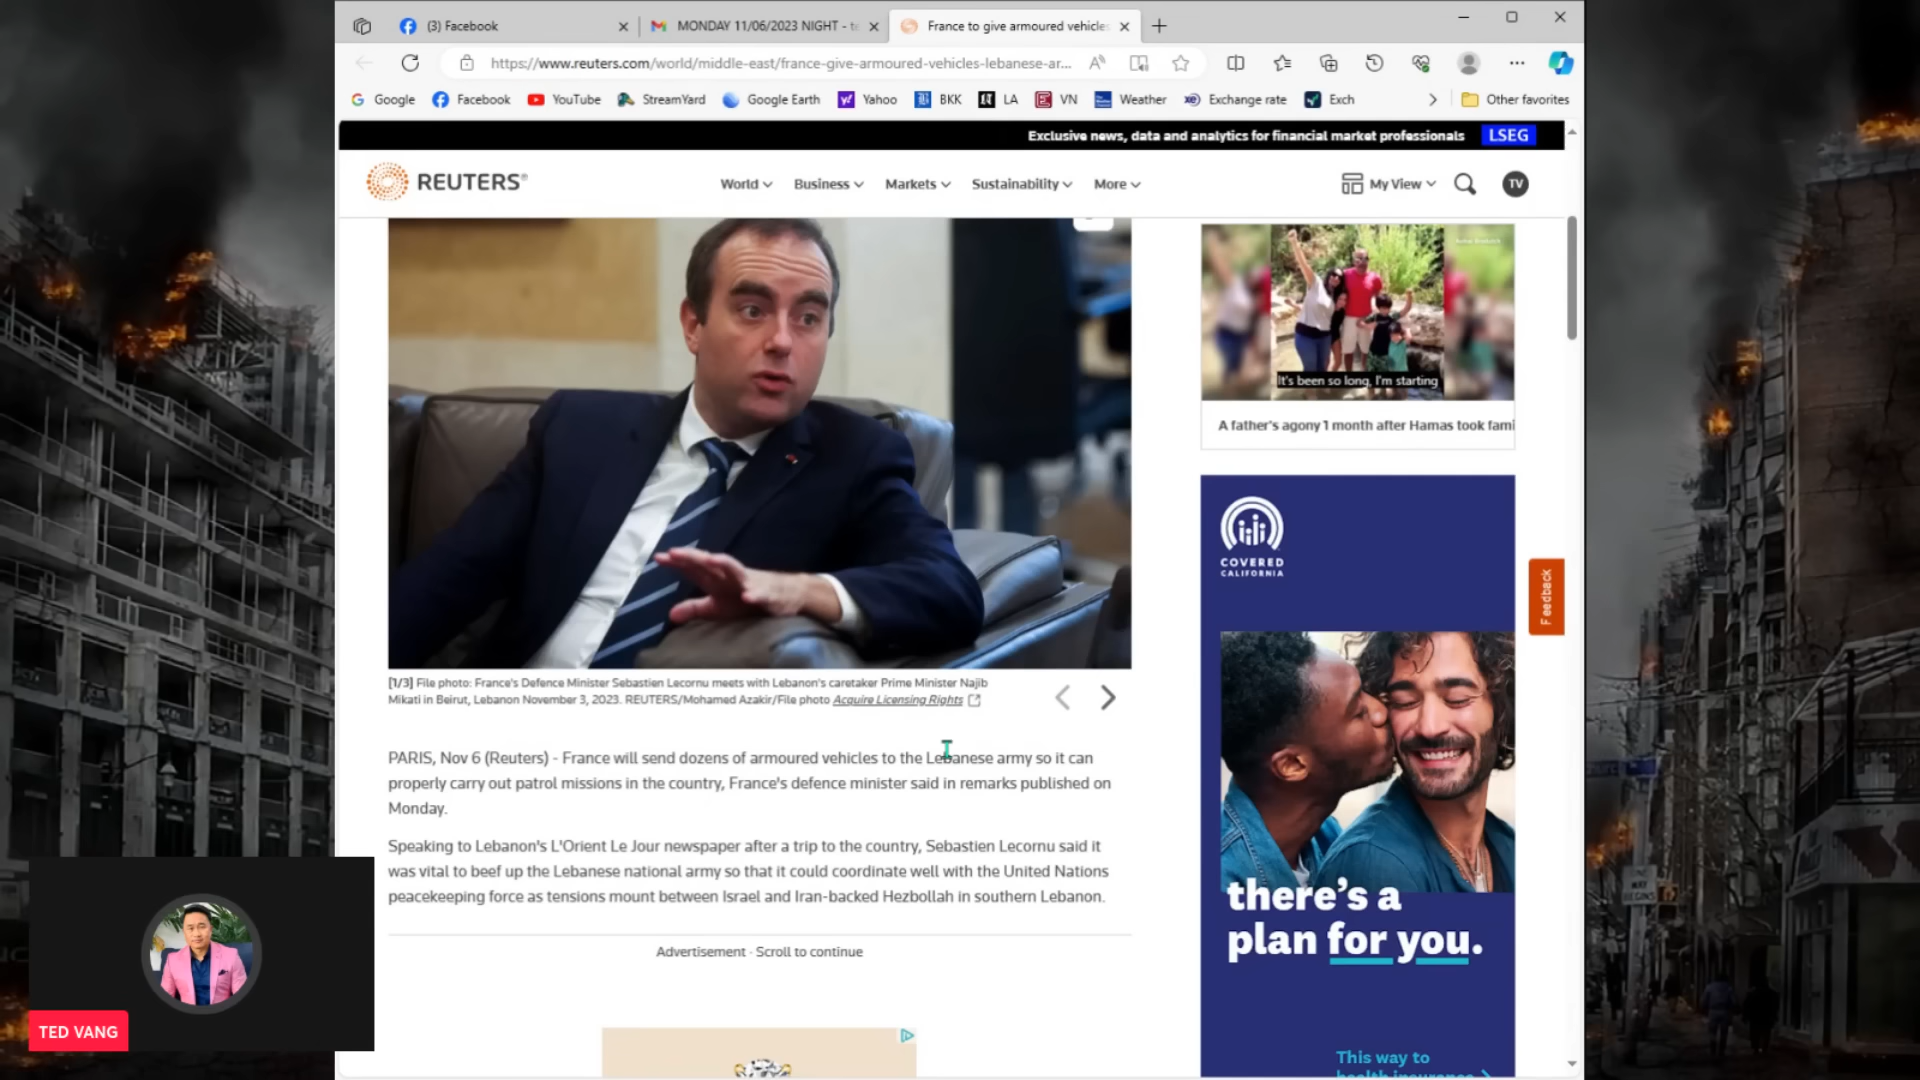 (3) Facebook
MONDAY 11/06/2023 NIGHT - te
France to give armoured vehicles
https://www.reuters.com/world/middle-east/france-give-armoured-vehicles-lebanese-ar...
Google
Facebook
YouTube
StreamYard
Google Earth
Yahoo
BKK
LA
VN
Weather
Exchange rate
Exch
Other favorites
Exclusive news, data and analytics for financial market professionals
LSEG
REUTERS®
World
Business
Markets
Sustainability
More
My View
TV
It's been so long, I'm starting
A father's agony 1 month after Hamas took fami
[1/3] File photo: France's Defence Minister Sebastien Lecornu meets with Lebanon's caretaker Prime Minister Najib
Mikati in Beirut, Lebanon November 3, 2023. REUTERS/Mohamed Azakir/File photo Acquire Licensing Rights
PARIS, Nov 6 (Reuters) - France will send dozens of armoured vehicles to the Lebanese army so it can
properly carry out patrol missions in the country, France's defence minister said in remarks published on
Monday.
Speaking to Lebanon's L'Orient Le Jour newspaper after a trip to the country, Sebastien Lecornu said it
was vital to beef up the Lebanese national army so that it could coordinate well with the United Nations
peacekeeping force as tensions mount between Israel and Iran-backed Hezbollah in southern Lebanon.
Advertisement · Scroll to continue
COVERED
CALIFORNIA
there's a
plan for you.
This way to
health insurance
Feedback
TED VANG